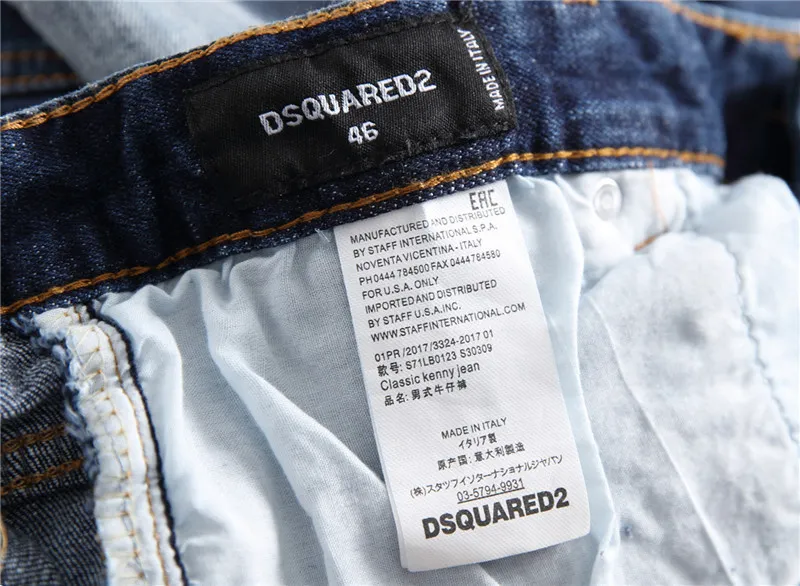 DSQUARED2
46
MADE IN ITALY
EAC
MANUFACTURED AND DISTRIBUTED
BY STAFF INTERNATIONAL S.P.A.
NOVENTA VICENTINA - ITALY
PH 0444 784500 FAX 0444784580
FOR U.S.A. ONLY
IMPORTED AND DISTRIBUTED
BY STAFF U.S.A. INC.
WWW.STAFFINTERNATIONAL.COM
01PR /2017/3324-2017 01
款号: S71LB0123 S30309
Classic kenny jean
品名: 男式牛仔褲
MADE IN ITALY
イタリア製
原产国: 意大利製造
(株)スタッフインターナショナルジャパン
03-5794-9931
DSQUARED2